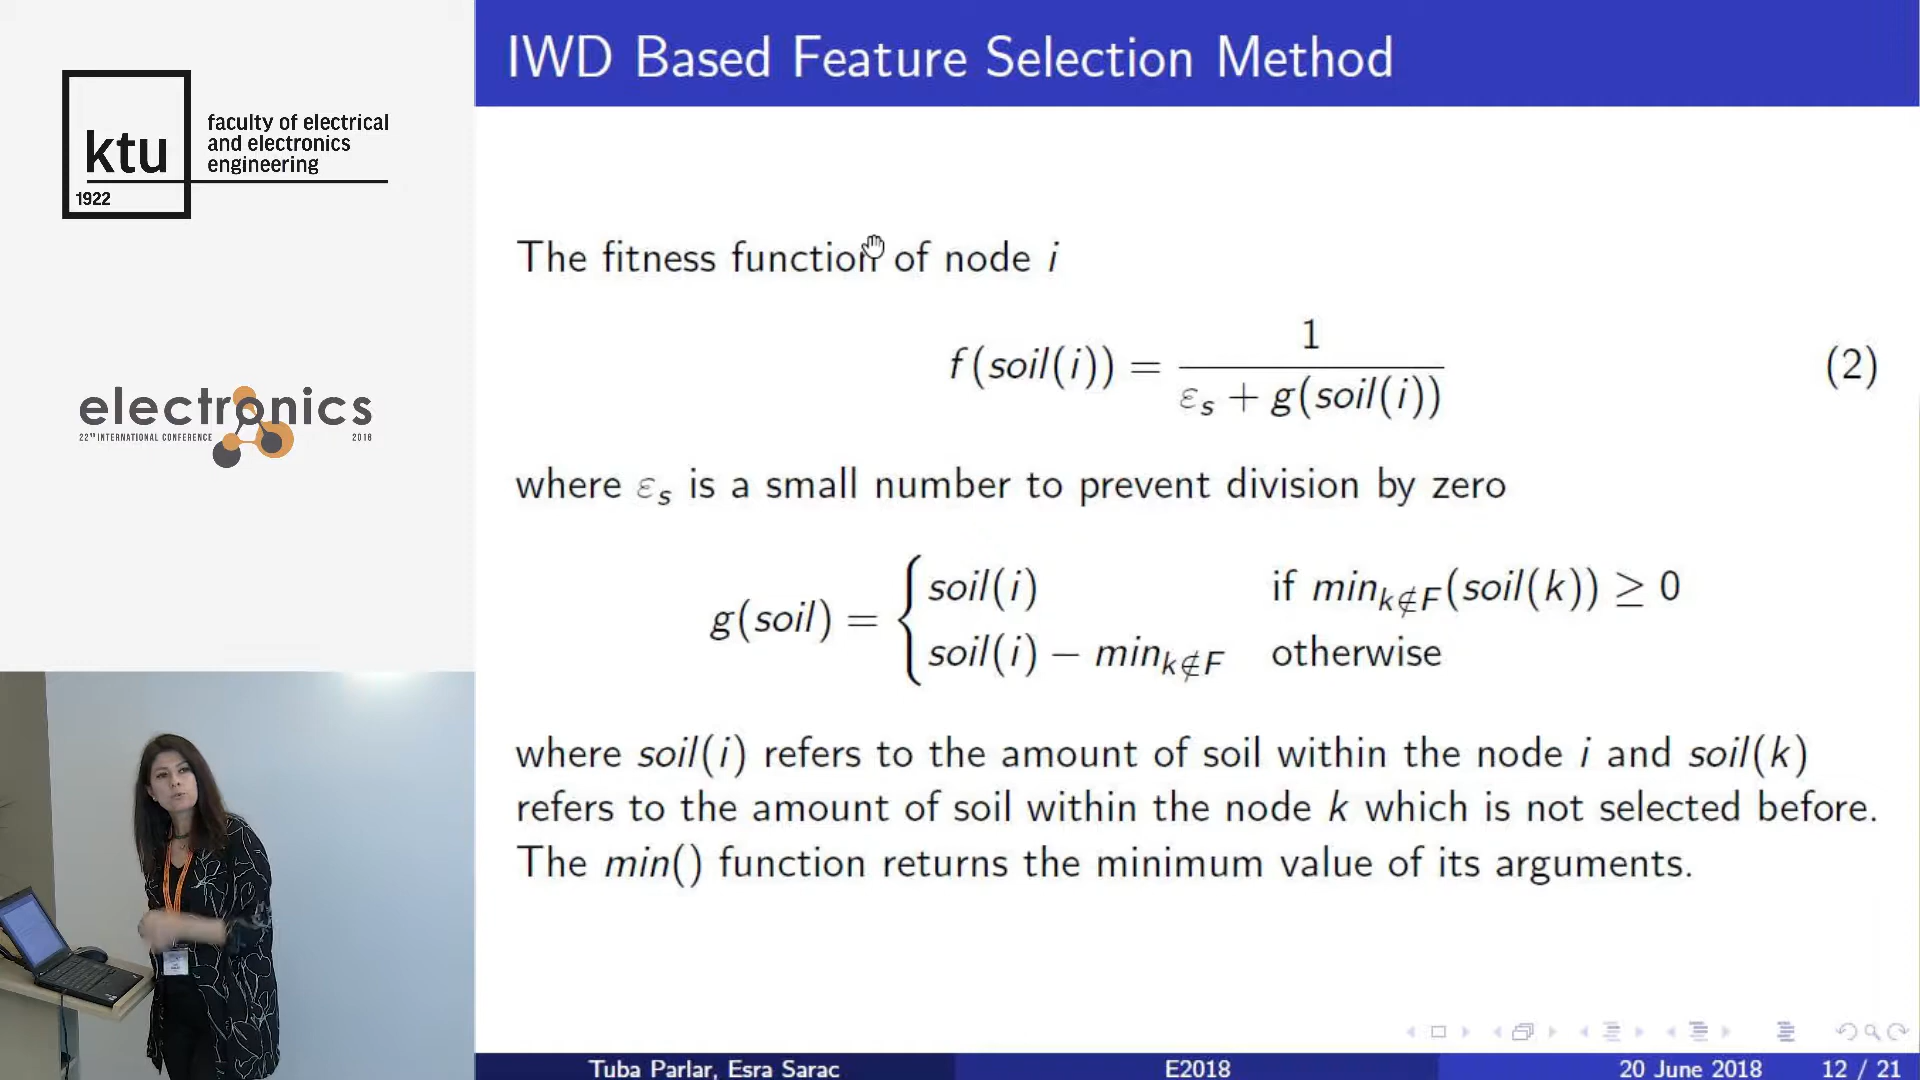 ktu
1922
faculty of electrical
and electronics
engineering
electronics
22ND INTERNATIONAL CONFERENCE 2018
IWD Based Feature Selection Method
The fitness function of node i
f(soil(i)) = 1 / (ε_s + g(soil(i))) (2)
where ε_s is a small number to prevent division by zero
g(soil) = { soil(i) if min_{k∉F}(soil(k)) ≥ 0
soil(i) − min_{k∉F} otherwise
where soil(i) refers to the amount of soil within the node i and soil(k)
refers to the amount of soil within the node k which is not selected before.
The min() function returns the minimum value of its arguments.
Tuba Parlar, Esra Sarac E2018 20 June 2018 12 / 21